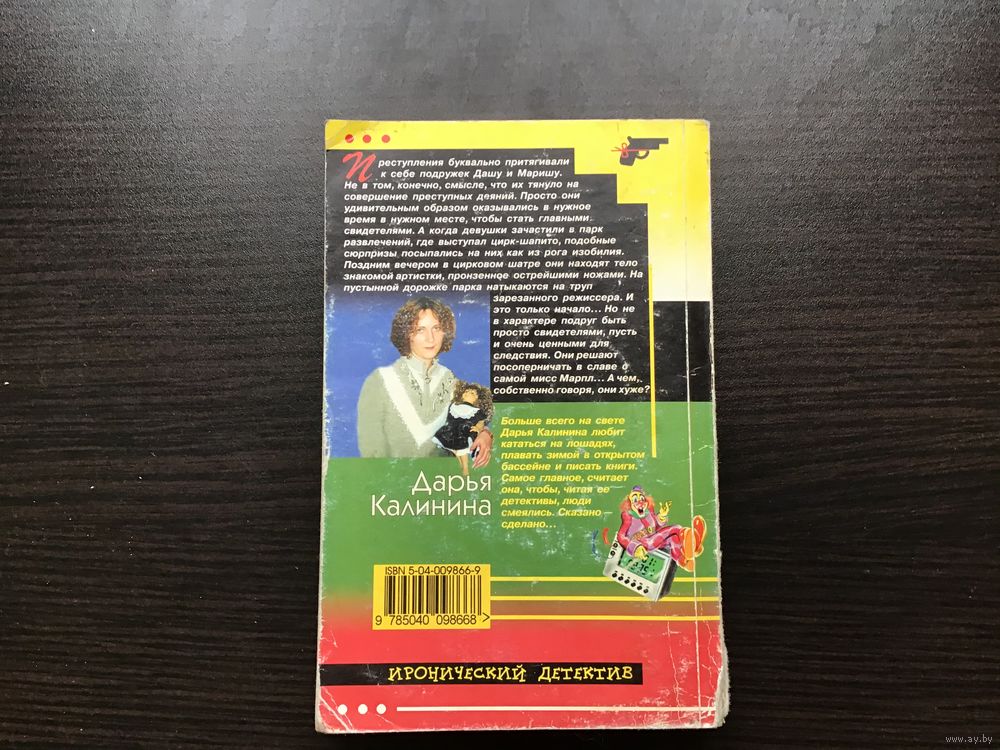 Преступления буквально притягивали
к себе подружек Дашу и Маришу.
Не в том, конечно, смысле, что их тянуло на
совершение преступных деяний. Просто они
удивительным образом оказывались в нужное
время в нужном месте, чтобы стать главными
свидетелями. А когда девушки зачастили в парк
развлечений, где выступал цирк-шапито, подобные
сюрпризы посыпались на них как из рога изобилия.
Поздним вечером в цирковом шатре они находят тело
знакомой артистки, пронзенное острейшими ножами. На
пустынной дорожке парка натыкаются на труп
зарезанного режиссера. И
это только начало... Но не
в характере подруг быть
просто свидетелями, пусть
и очень ценными для
следствия. Они решают
посоперничать в славе с
самой мисс Марпл... А чем,
собственно говоря, они хуже?
Больше всего на свете
Дарья Калинина любит
кататься на лошадях,
плавать зимой в открытом
бассейне и писать книги.
Самое главное, считает
она, чтобы, читая ее
детективы, люди
смеялись. Сказано —
сделано...
Дарья
Калинина
ISBN 5-04-009866-9
9 785040 098668 >
ИРОНИЧЕСКИЙ ДЕТЕКТИВ
www.ay.by